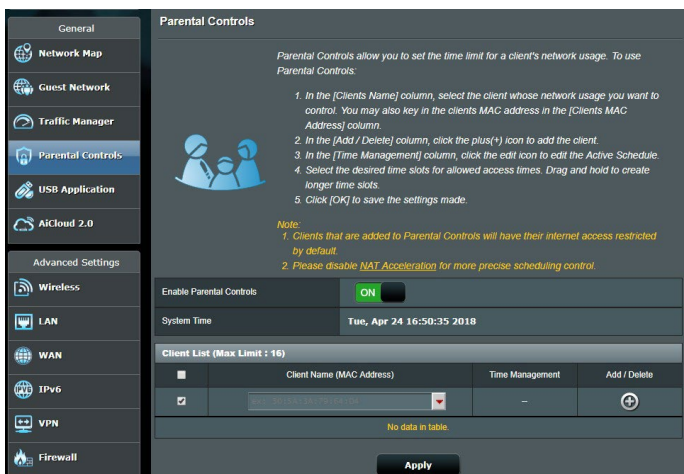 General
Network Map
Guest Network
Traffic Manager
Parental Controls
USB Application
AiCloud 2.0
Advanced Settings
Wireless
LAN
WAN
IPv6
VPN
Firewall
Parental Controls
Parental Controls allow you to set the time limit for a client's network usage. To use
Parental Controls:
1. In the [Clients Name] column, select the client whose network usage you want to
control. You may also key in the clients MAC address in the [Clients MAC
Address] column.
2. In the [Add / Delete] column, click the plus(+) icon to add the client.
3. In the [Time Management] column, click the edit icon to edit the Active Schedule.
4. Select the desired time slots for allowed access times. Drag and hold to create
longer time slots.
5. Click [OK] to save the settings made.
Note:
1. Clients that are added to Parental Controls will have their internet access restricted
by default.
2. Please disable NAT Acceleration for more precise scheduling control.
Enable Parental Controls ON
System Time Tue, Apr 24 16:50:35 2018
Client List (Max Limit : 16)
Client Name (MAC Address) Time Management Add / Delete
–
No data in table.
Apply